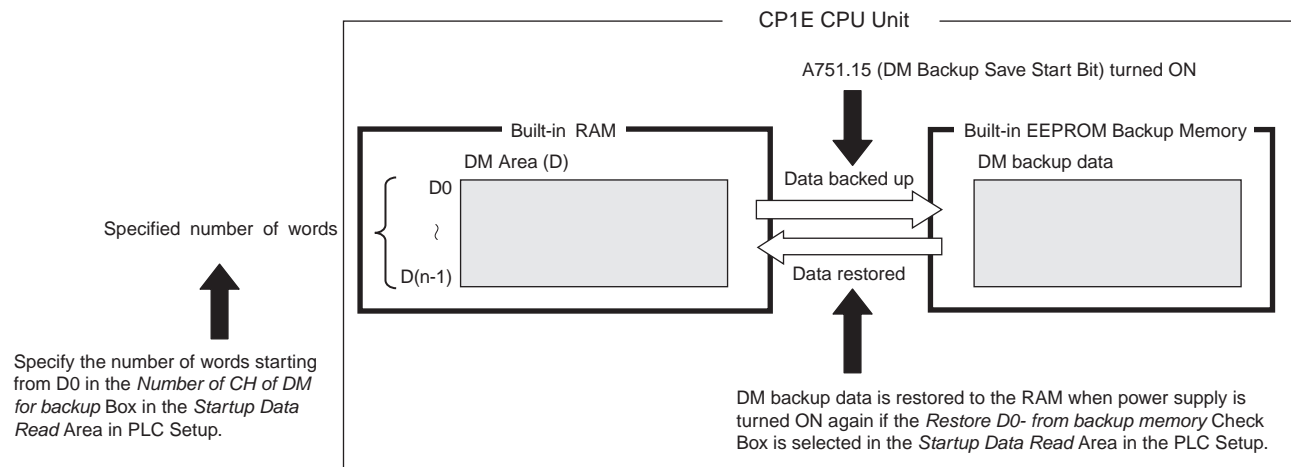 CP1E CPU Unit
A751.15 (DM Backup Save Start Bit) turned ON
Built-in RAM
Built-in EEPROM Backup Memory
DM Area (D)
DM backup data
D0
~
D(n-1)
Specified number of words
Data backed up
Data restored
Specify the number of words starting
from D0 in the Number of CH of DM
for backup Box in the Startup Data
Read Area in PLC Setup.
DM backup data is restored to the RAM when power supply is
turned ON again if the Restore D0- from backup memory Check
Box is selected in the Startup Data Read Area in the PLC Setup.